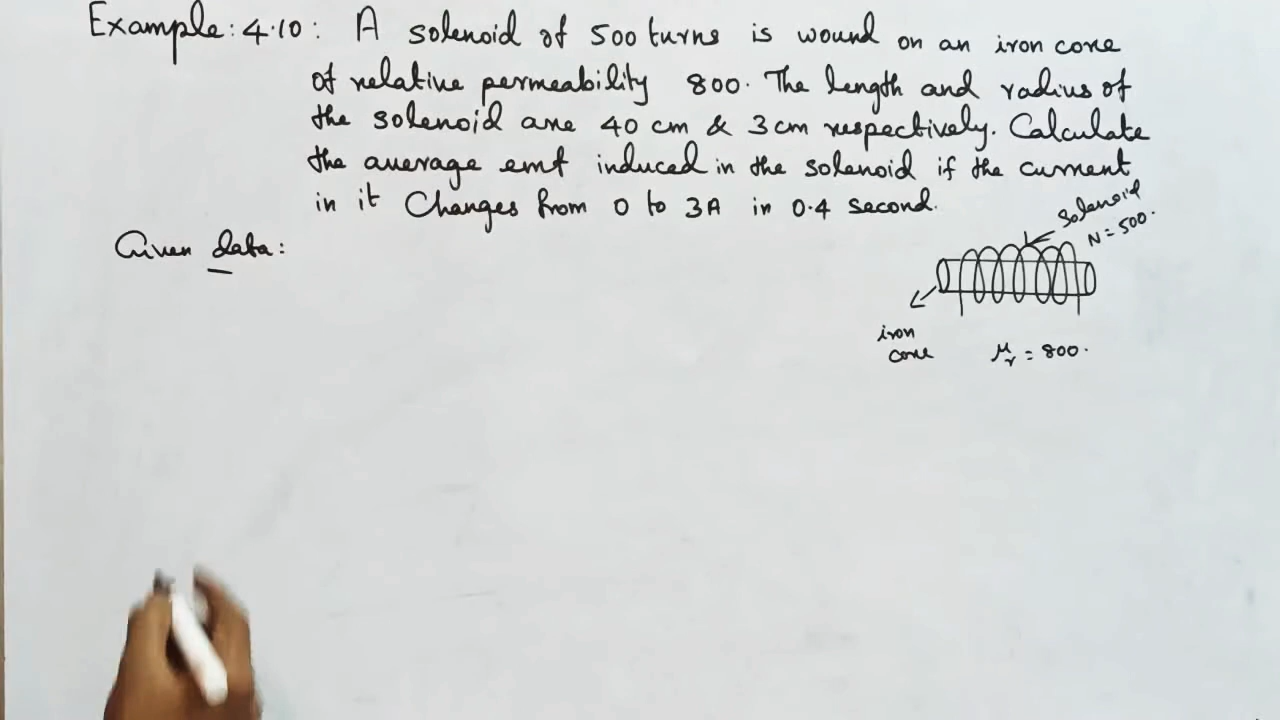 Example: 4.10: A solenoid of 500 turns is wound on an iron core
of relative permeability 800. The length and radius of
the solenoid are 40 cm & 3 cm respectively. Calculate
the average emf induced in the solenoid if the current
in it Changes from 0 to 3A in 0.4 second.
Given data:
Solenoid
N = 500.
iron
core
μr = 800.